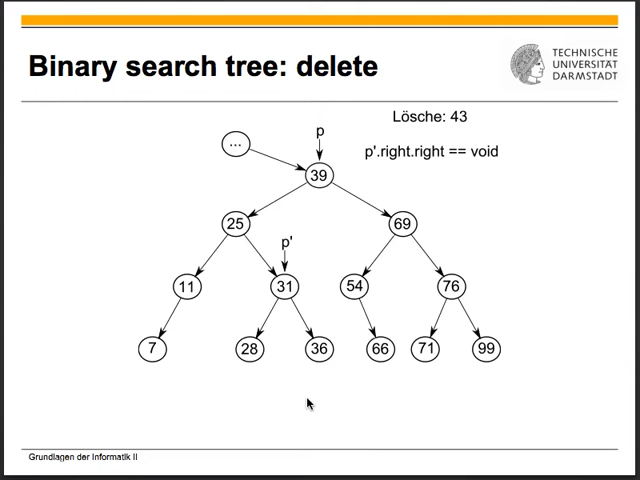 Binary search tree: delete
TECHNISCHE
UNIVERSITÄT
DARMSTADT
Lösche: 43
p
p'.right.right == void
...
39
25
69
p'
11
31
54
76
7
28
36
66
71
99
Grundlagen der Informatik II